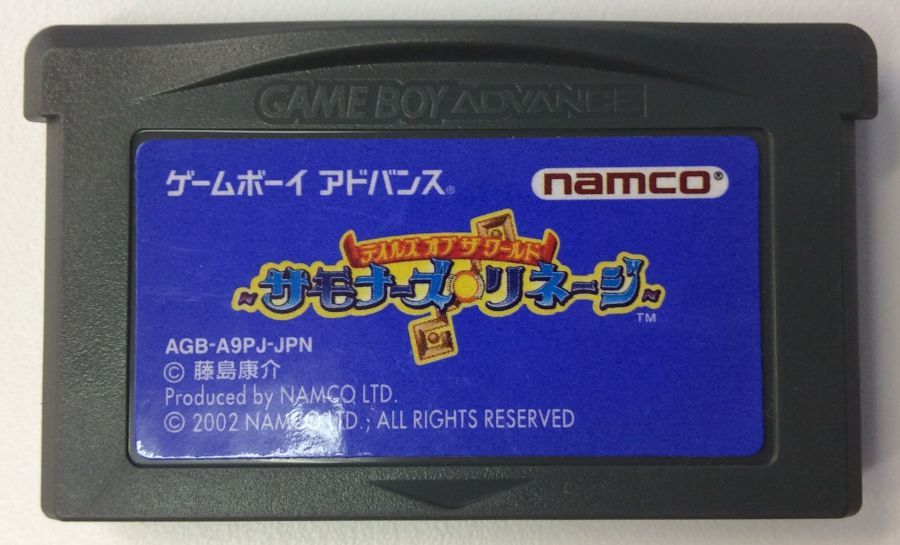 GAME BOY ADVANCE
ゲームボーイ アドバンス®
namco®
テイルズ オブ ザ ワールド
～サモナーズ・リネージ～
TM
AGB-A9PJ-JPN
© 藤島康介
Produced by NAMCO LTD.
© 2002 NAMCO LTD.; ALL RIGHTS RESERVED